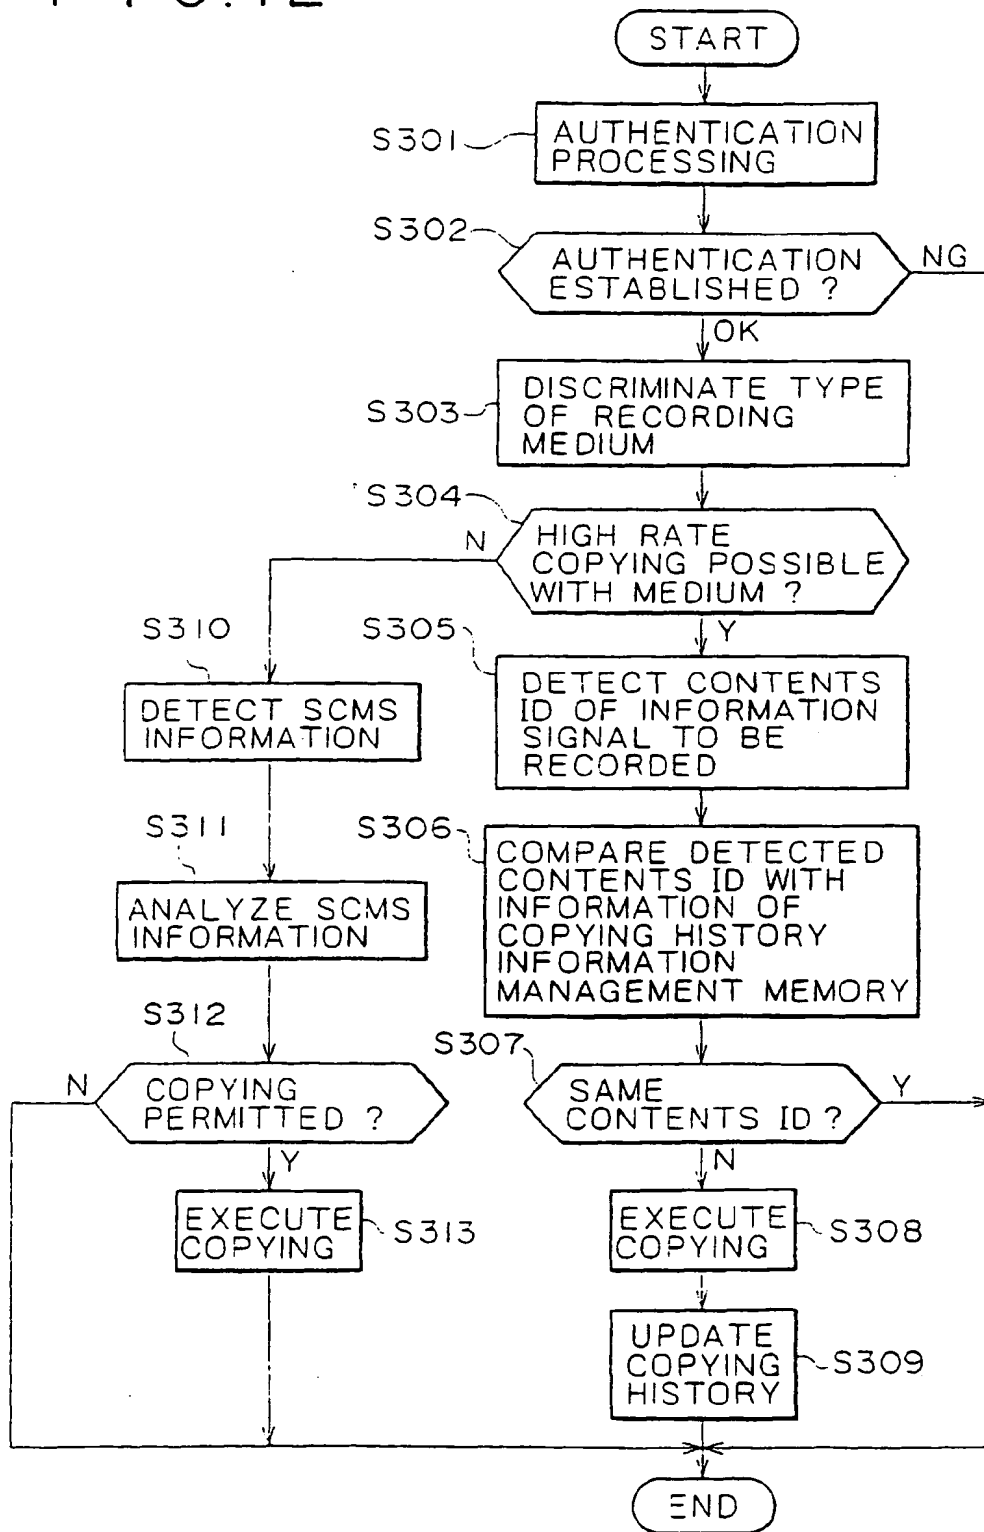 START
S301
AUTHENTICATION
PROCESSING
S302
AUTHENTICATION
ESTABLISHED ?
NG
OK
S303
DISCRIMINATE TYPE
OF RECORDING
MEDIUM
S304
HIGH RATE
COPYING POSSIBLE
WITH MEDIUM ?
N
Y
S305
DETECT CONTENTS
ID OF INFORMATION
SIGNAL TO BE
RECORDED
S306
COMPARE DETECTED
CONTENTS ID WITH
INFORMATION OF
COPYING HISTORY
INFORMATION
MANAGEMENT MEMORY
S307
SAME
CONTENTS ID ?
Y
N
EXECUTE
COPYING
S308
UPDATE
COPYING
HISTORY
S309
S310
DETECT SCMS
INFORMATION
S311
ANALYZE SCMS
INFORMATION
S312
COPYING
PERMITTED ?
N
Y
EXECUTE
COPYING
S313
END